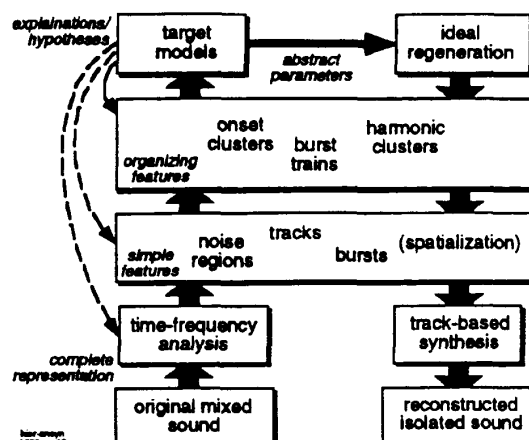 explainations/
hypotheses
target
models
abstract
parameters
ideal
regeneration
onset
clusters
burst
trains
harmonic
clusters
organizing
features
simple
features
noise
regions
tracks
bursts
(spatialization)
time-frequency
analysis
track-based
synthesis
complete
representation
original mixed
sound
reconstructed
isolated sound